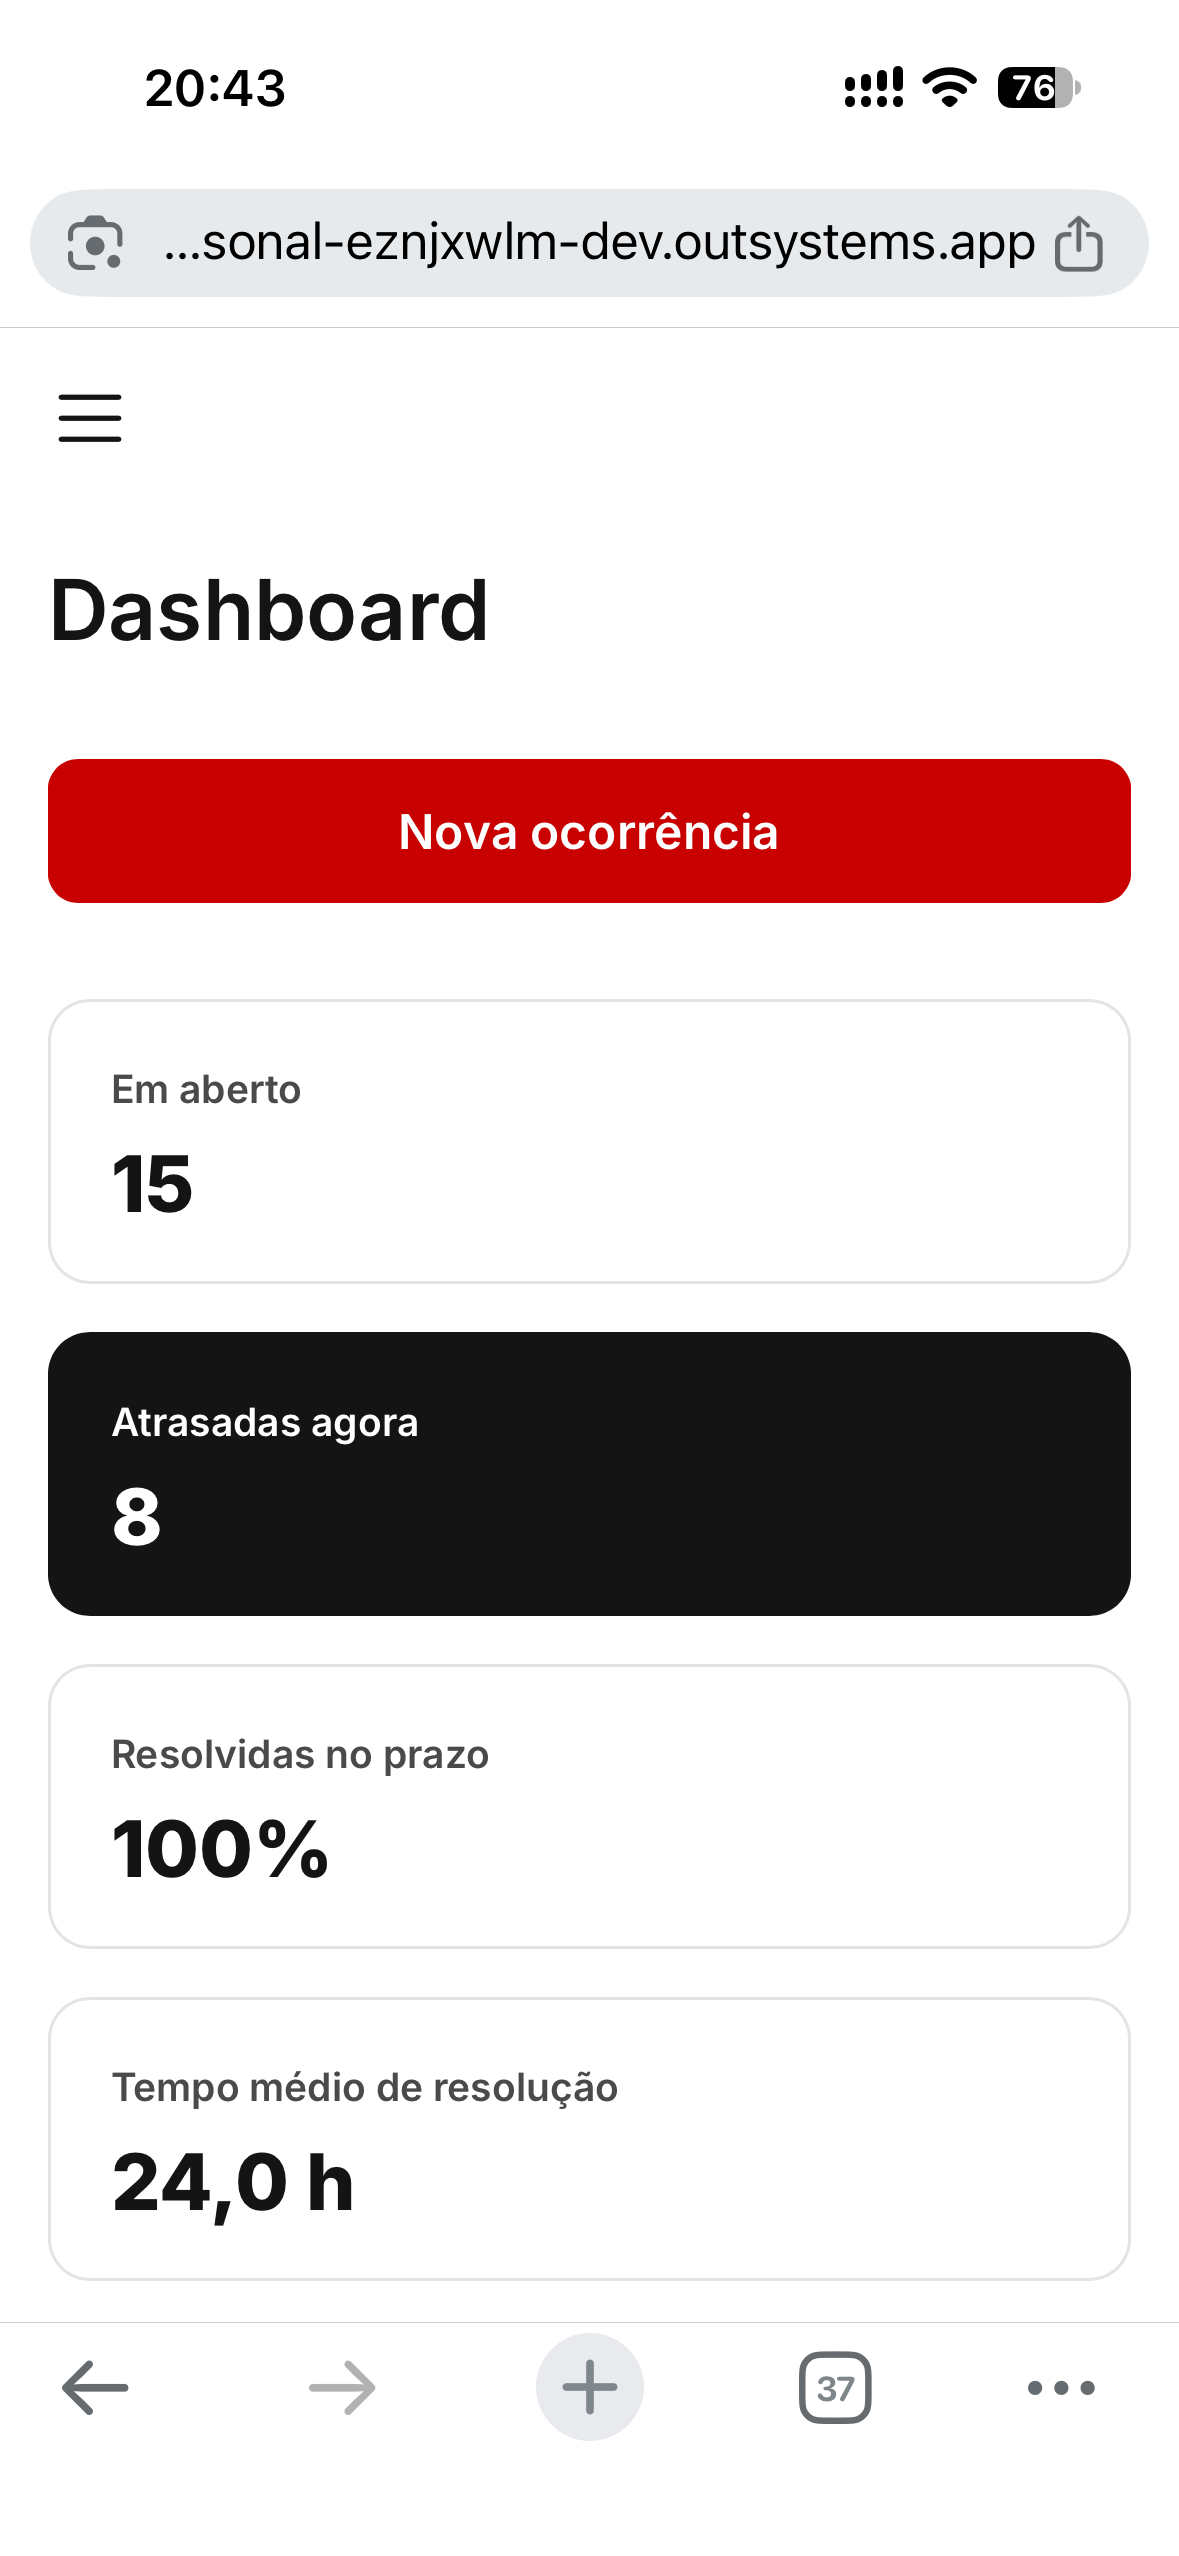 20:43
76
...sonal-eznjxwlm-dev.outsystems.app
Dashboard
Nova ocorrência
Em aberto
15
Atrasadas agora
8
Resolvidas no prazo
100%
Tempo médio de resolução
24,0 h
37